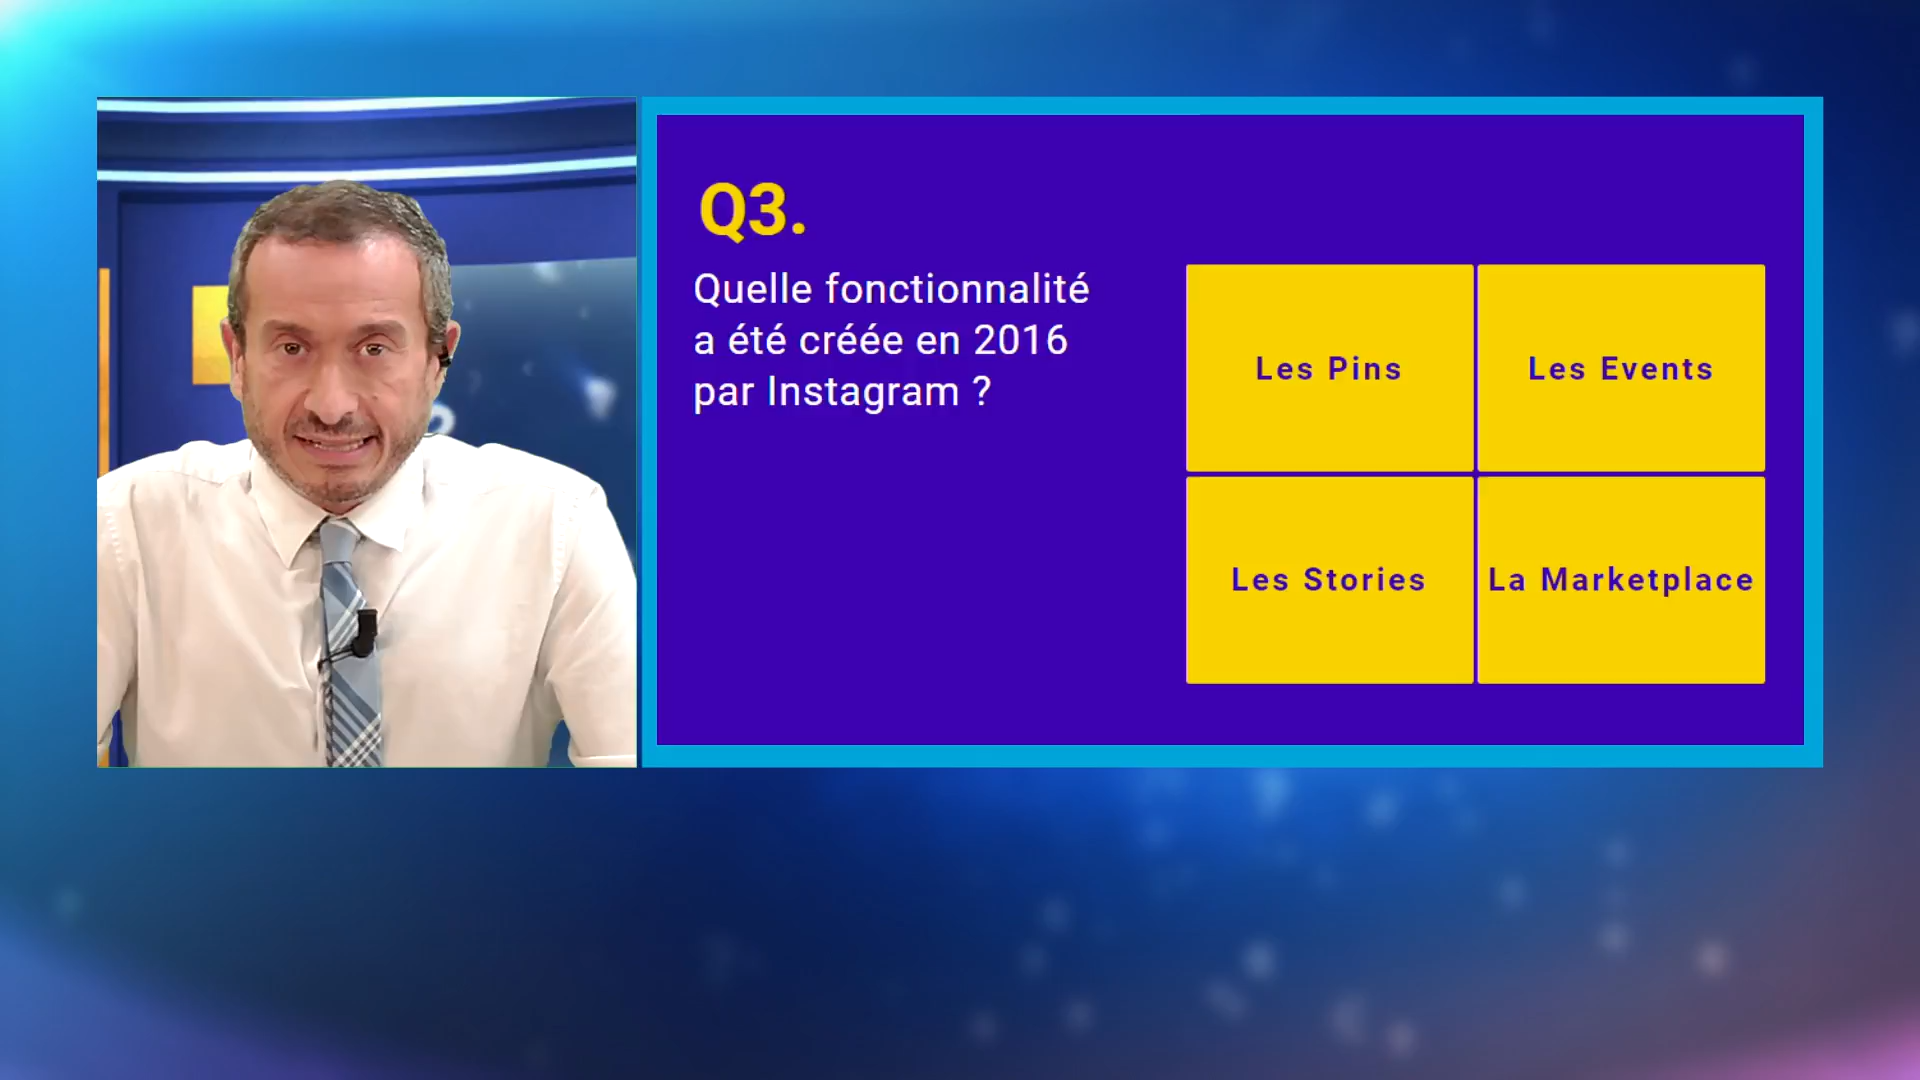 Q3.
Quelle fonctionnalité
a été créée en 2016
par Instagram ?
Les Pins
Les Events
Les Stories
La Marketplace